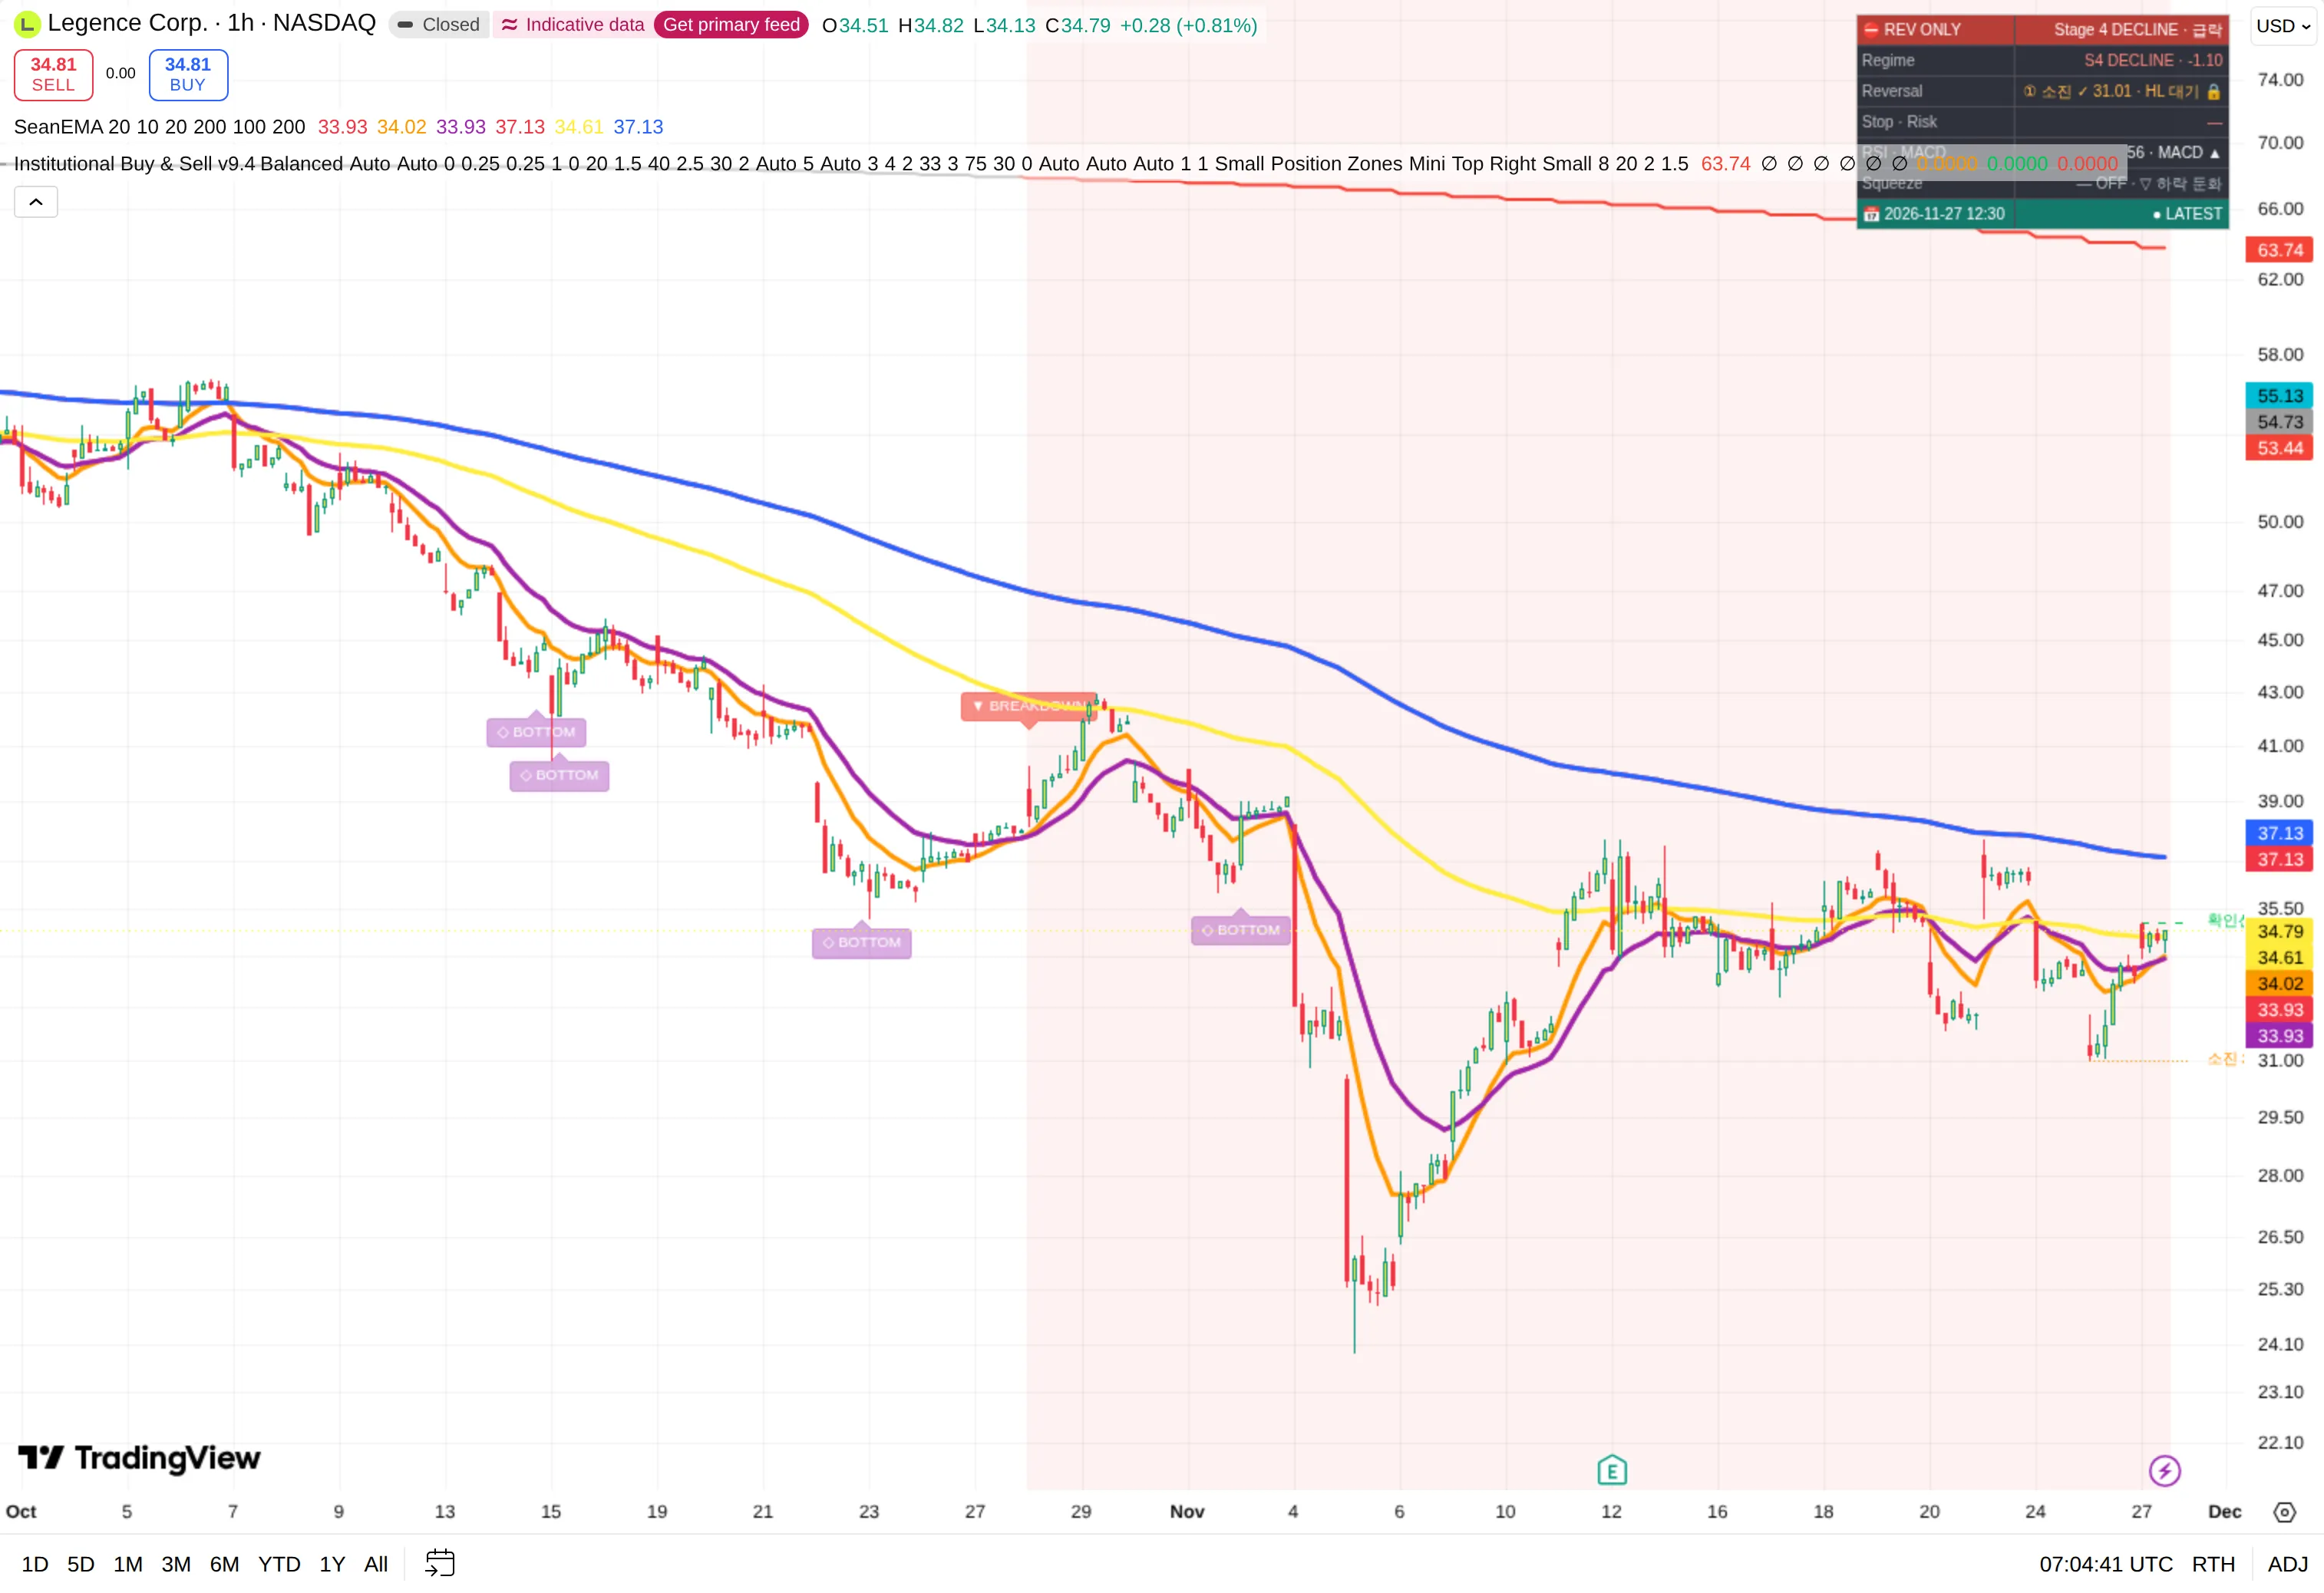 Legence Corp. · 1h · NASDAQ Closed Indicative data Get primary feed O34.51 H34.82 L34.13 C34.79 +0.28 (+0.81%)
34.81 SELL 0.00 34.81 BUY
SeanEMA 20 10 20 200 100 200 33.93 34.02 33.93 37.13 34.61 37.13
Institutional Buy & Sell v9.4 Balanced Auto Auto 0 0.25 0.25 1 0 20 1.5 40 2.5 30 2 Auto 5 Auto 3 4 2 33 3 75 30 0 Auto Auto Auto 1 1 Small Position Zones Mini Top Right Small 8 20 2 1.5 63.74 ∅ ∅ ∅ ∅ ∅ ∅ 0.0000 0.0000 0.0000
REV ONLY Stage 4 DECLINE · 급락
Regime S4 DECLINE · -1.10
Reversal ① 소진 ✓ 31.01 · HL 대기 🔒
Stop · Risk —
RSI · MACD 56 · MACD ▲
Squeeze — OFF · ▽ 하락 둔화
2026-11-27 12:30 ● LATEST
USD
74.00
70.00
66.00
63.74
62.00
58.00
55.13
54.73
53.44
50.00
47.00
45.00
43.00
41.00
39.00
37.13
37.13
35.50
34.79
34.61
34.02
33.93
33.93
31.00
29.50
28.00
26.50
25.30
24.10
23.10
22.10
◇ BOTTOM
◇ BOTTOM
◇ BOTTOM
▼ BREAKDOWN
◇ BOTTOM
확인
소진
E
TradingView
Oct 5 7 9 13 15 19 21 23 27 29 Nov 4 6 10 12 16 18 20 24 27 Dec
1D 5D 1M 3M 6M YTD 1Y All 07:04:41 UTC RTH ADJ